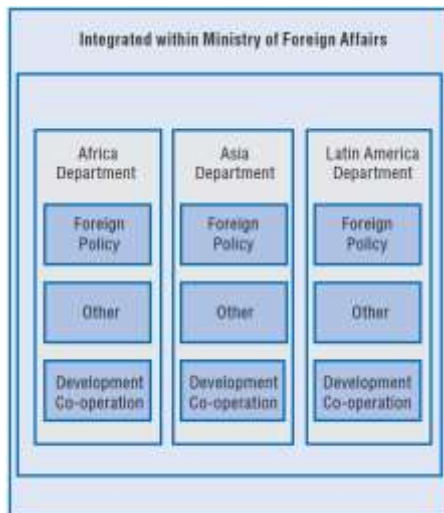 Integrated within Ministry of Foreign Affairs
Africa
Department
Foreign
Policy
Other
Development
Co-operation
Asia
Department
Foreign
Policy
Other
Development
Co-operation
Latin America
Department
Foreign
Policy
Other
Development
Co-operation